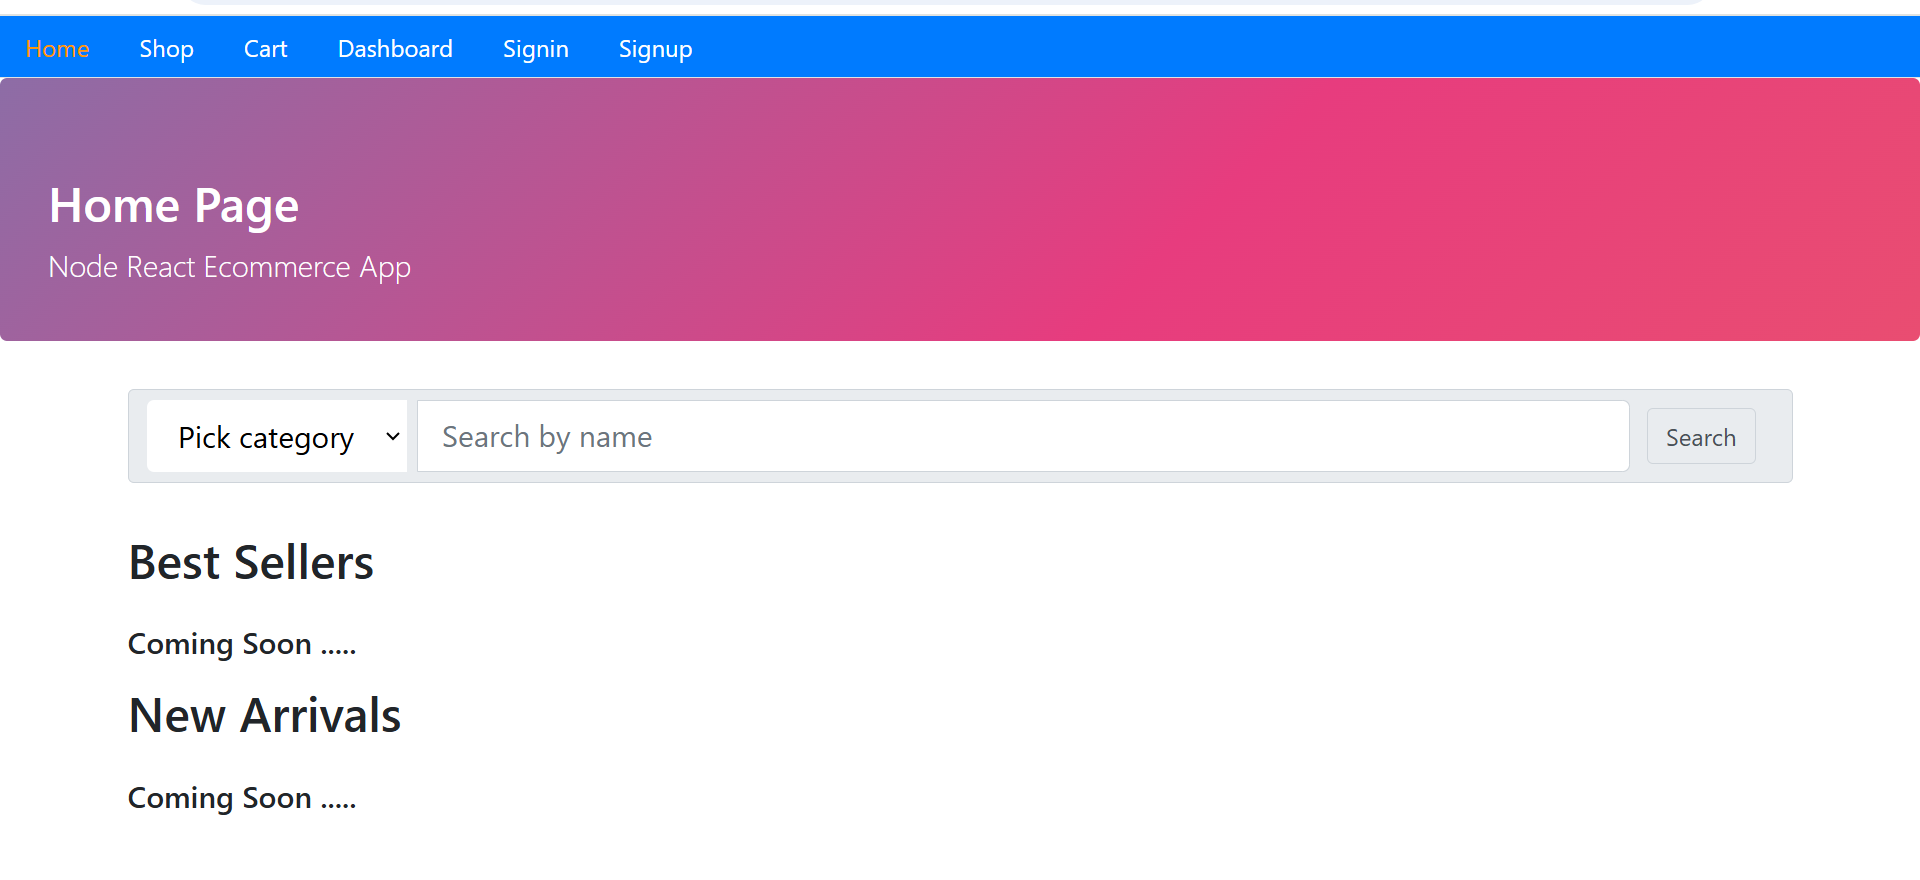 Home Shop Cart Dashboard Signin Signup
Home Page
Node React Ecommerce App
Pick category Search by name Search
Best Sellers
Coming Soon .....
New Arrivals
Coming Soon .....